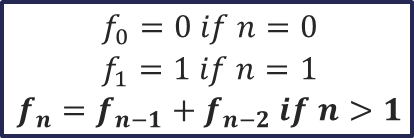 f₀ = 0 if n = 0
f₁ = 1 if n = 1
fₙ = fₙ₋₁ + fₙ₋₂ if n > 1